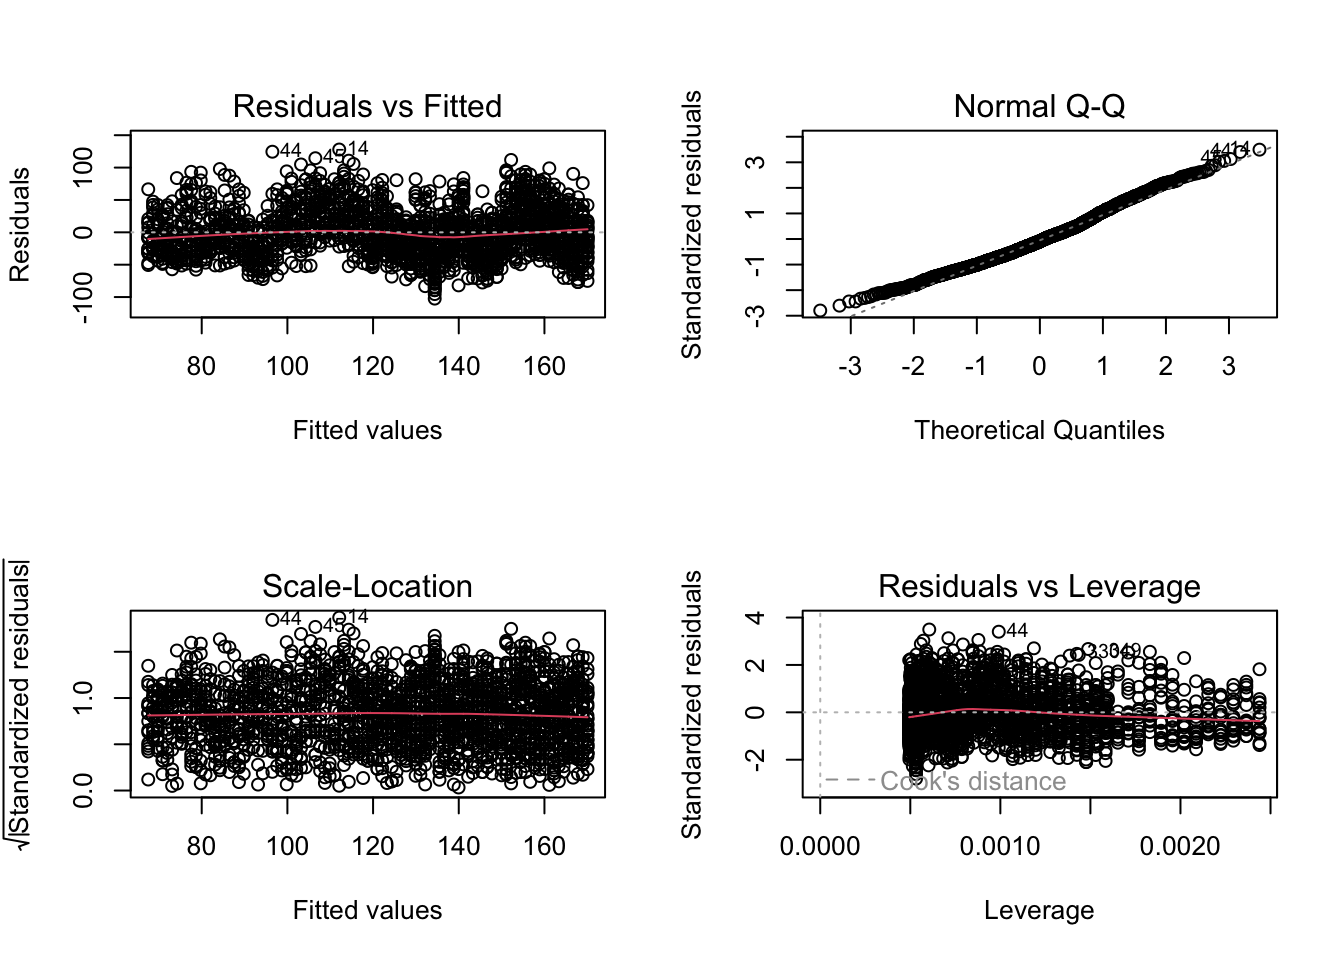 Residuals vs Fitted
Residuals
-100 0 100
44
14
80 100 120 140 160
Fitted values
Normal Q-Q
Standardized residuals
-3 -1 1 3
44
14
-3 -2 -1 0 1 2 3
Theoretical Quantiles
Scale-Location
√|Standardized residuals|
0.0 1.0
44
14
80 100 120 140 160
Fitted values
Residuals vs Leverage
Standardized residuals
-2 0 2 4
44
Cook's distance
0.0000 0.0010 0.0020
Leverage